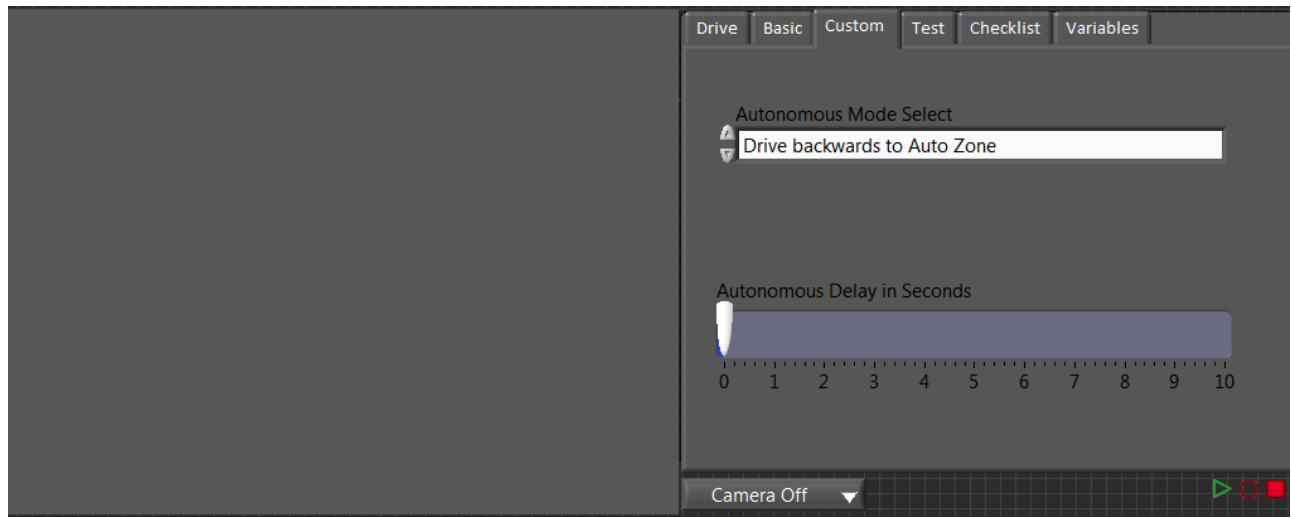 Drive Basic Custom Test Checklist Variables
Autonomous Mode Select
Drive backwards to Auto Zone
Autonomous Delay in Seconds
0 1 2 3 4 5 6 7 8 9 10
Camera Off